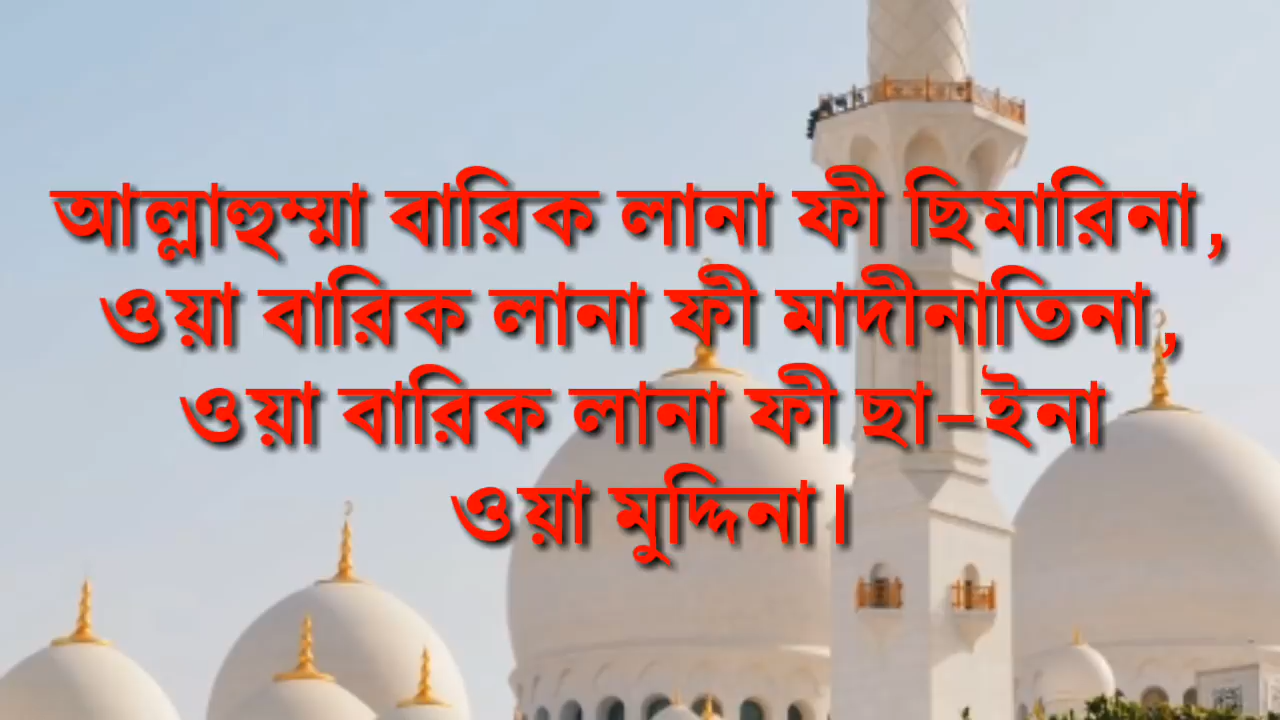 আল্লাহুম্মা বারিক লানা ফী ছিমারিনা,
ওয়া বারিক লানা ফী মাদীনাতিনা,
ওয়া বারিক লানা ফী ছা-ইনা
ওয়া মুদ্দিনা।